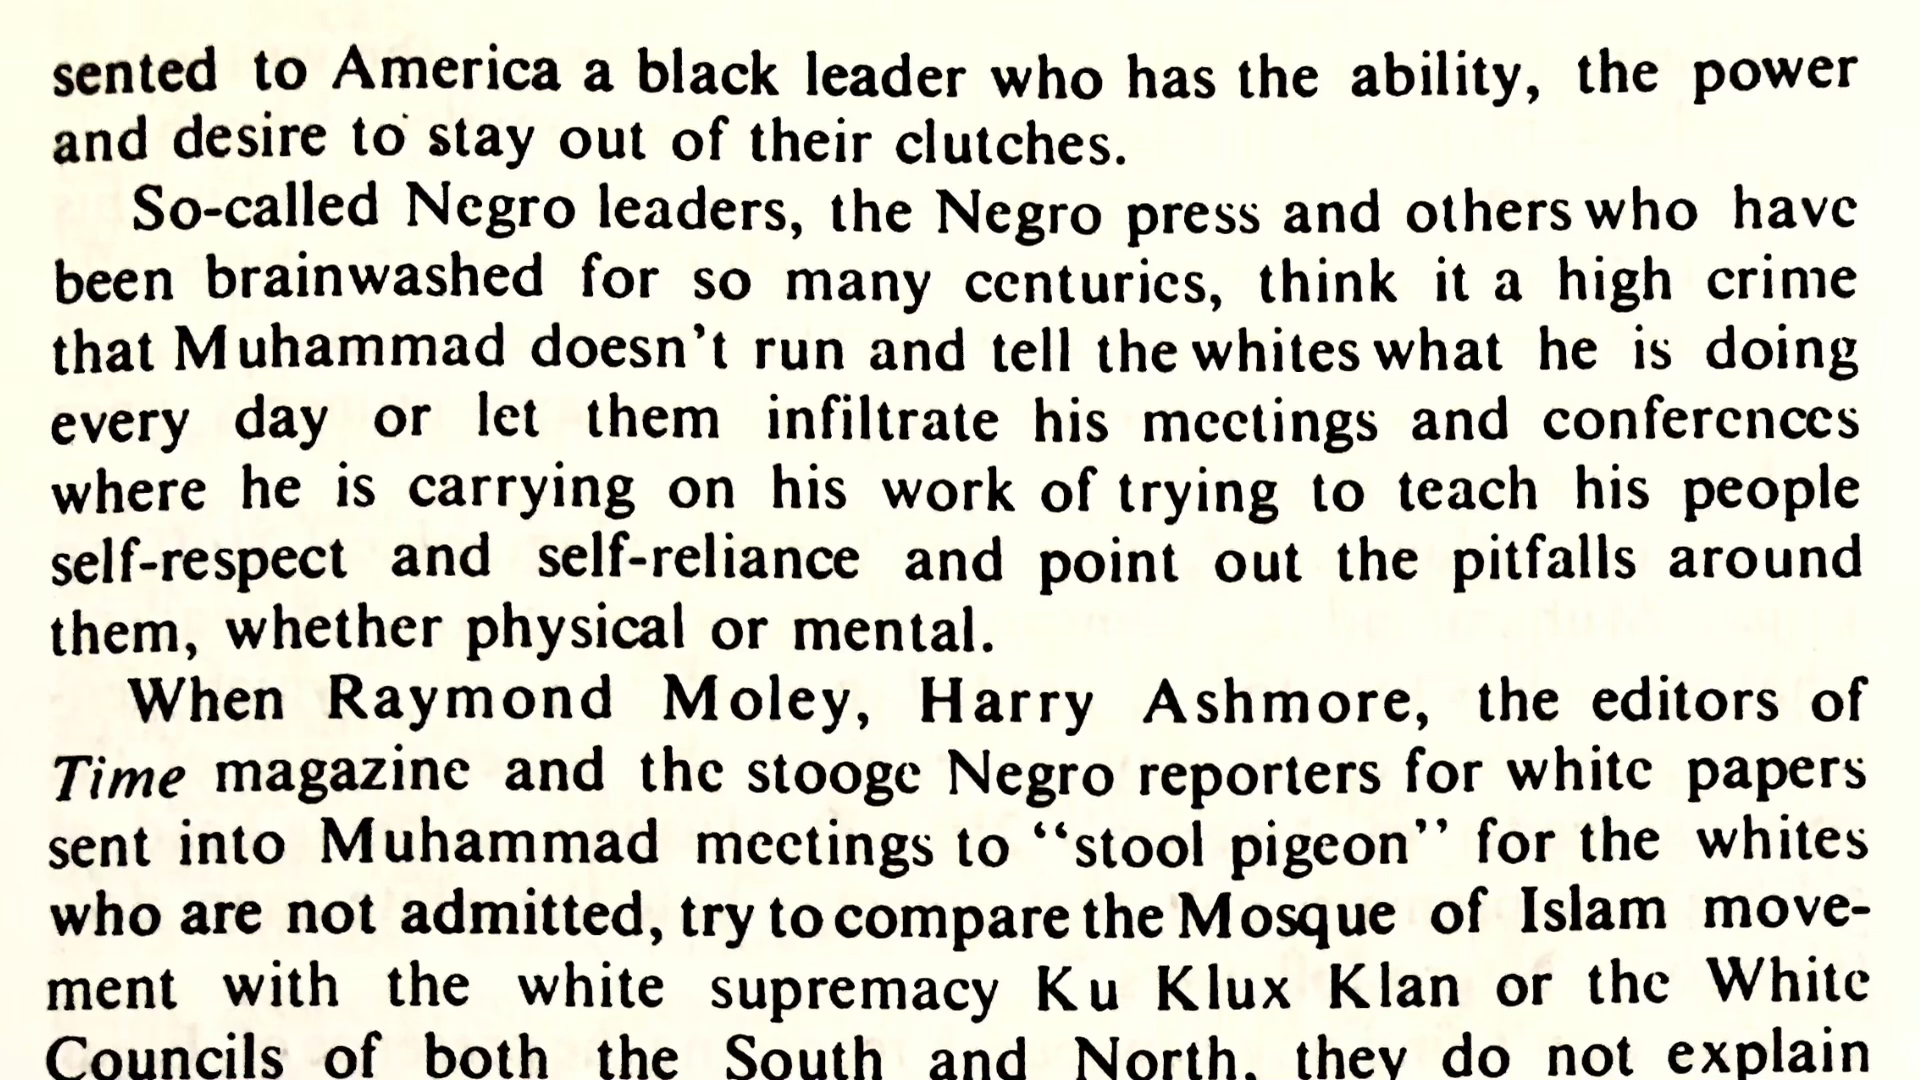 sented to America a black leader who has the ability, the power
and desire to stay out of their clutches.
So-called Negro leaders, the Negro press and others who have
been brainwashed for so many centuries, think it a high crime
that Muhammad doesn't run and tell the whites what he is doing
every day or let them infiltrate his meetings and conferences
where he is carrying on his work of trying to teach his people
self-respect and self-reliance and point out the pitfalls around
them, whether physical or mental.
When Raymond Moley, Harry Ashmore, the editors of
Time magazine and the stooge Negro reporters for white papers
sent into Muhammad meetings to “stool pigeon” for the whites
who are not admitted, try to compare the Mosque of Islam move-
ment with the white supremacy Ku Klux Klan or the White
Councils of both the South and North, they do not explain